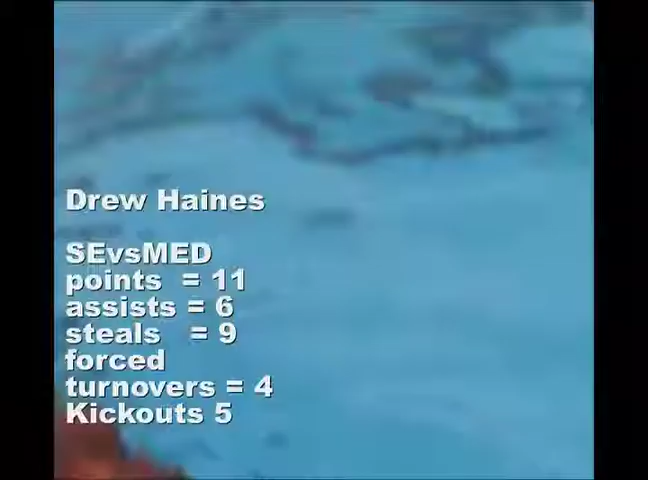 Drew Haines
SEvsMED
points = 11
assists = 6
steals = 9
forced
turnovers = 4
Kickouts 5